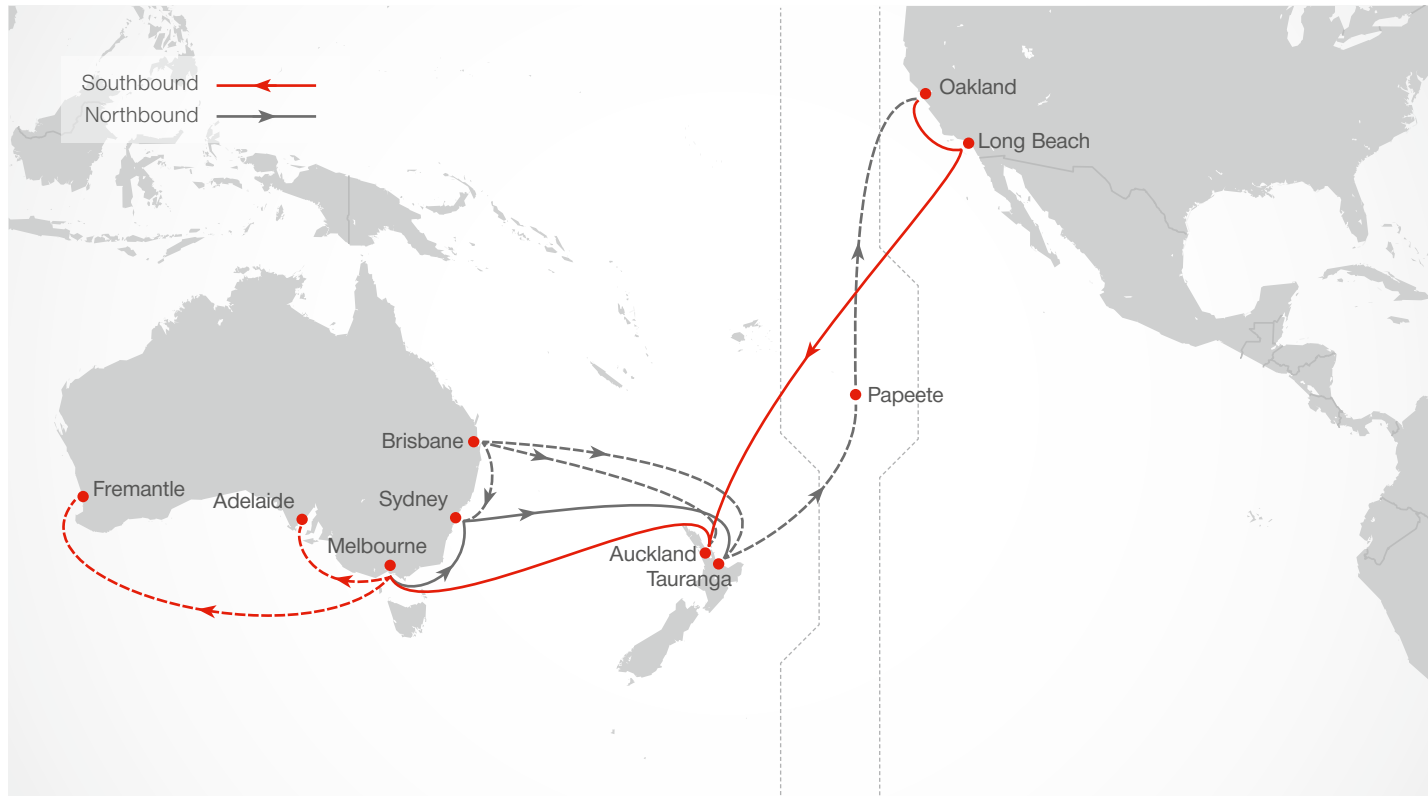 Southbound
Northbound
Oakland
Long Beach
Papeete
Brisbane
Fremantle
Adelaide
Sydney
Melbourne
Auckland
Tauranga